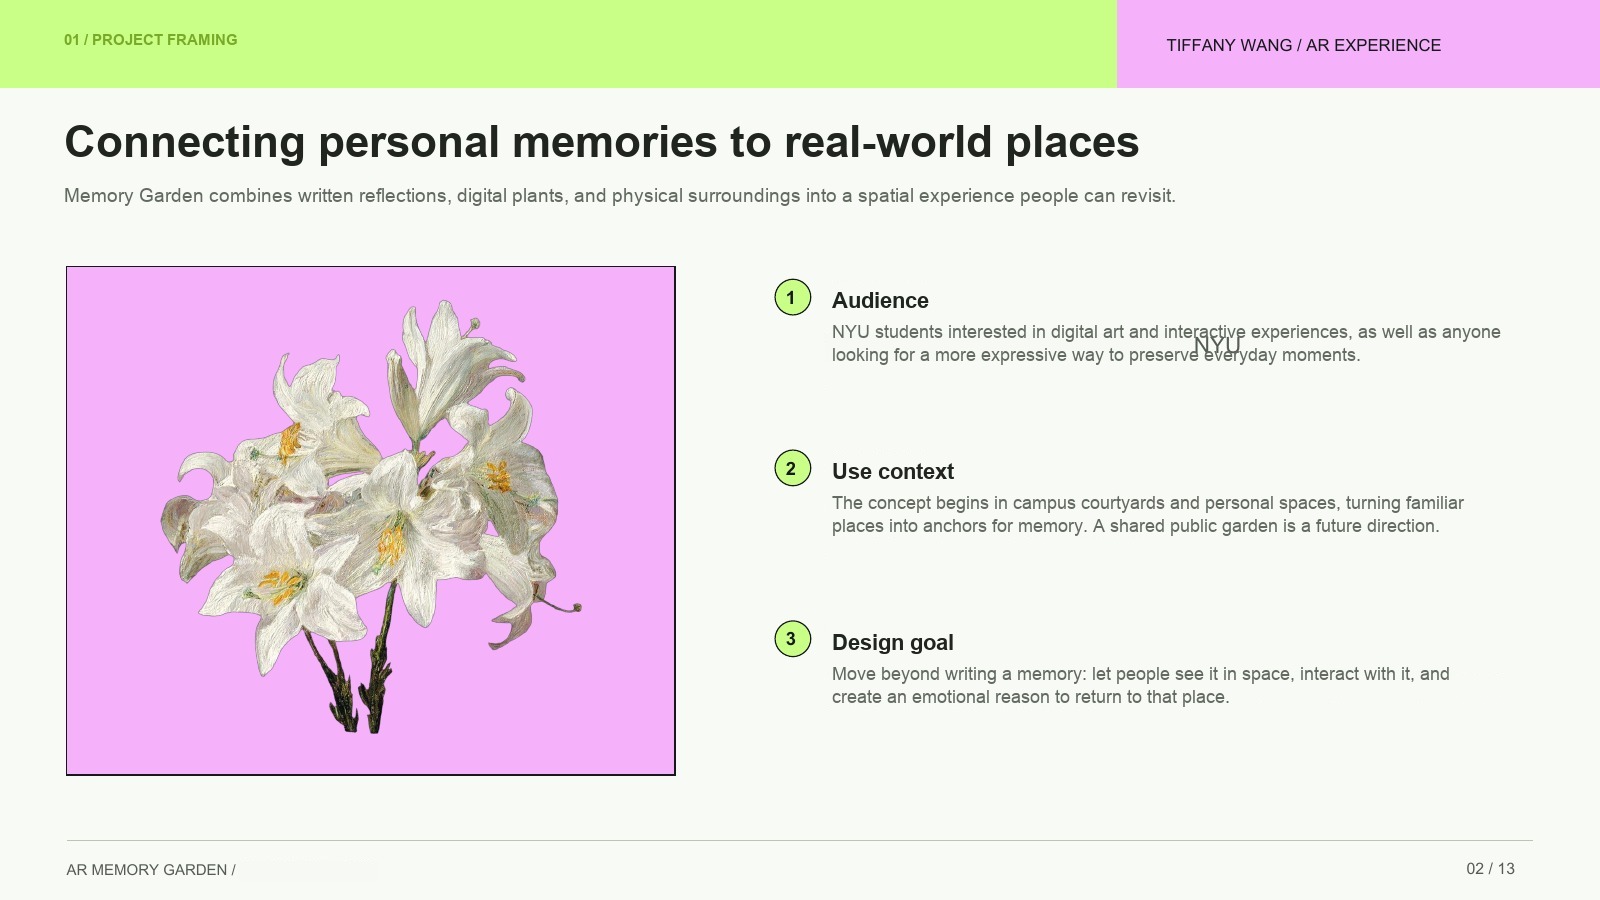 01 / PROJECT FRAMING
TIFFANY WANG / AR EXPERIENCE
Connecting personal memories to real-world places
Memory Garden combines written reflections, digital plants, and physical surroundings into a spatial experience people can revisit.
1
Audience
NYU students interested in digital art and interactive experiences, as well as anyone
NYU
looking for a more expressive way to preserve everyday moments.
2
Use context
The concept begins in campus courtyards and personal spaces, turning familiar
places into anchors for memory. A shared public garden is a future direction.
3
Design goal
Move beyond writing a memory: let people see it in space, interact with it, and
create an emotional reason to return to that place.
AR MEMORY GARDEN /
02 / 13